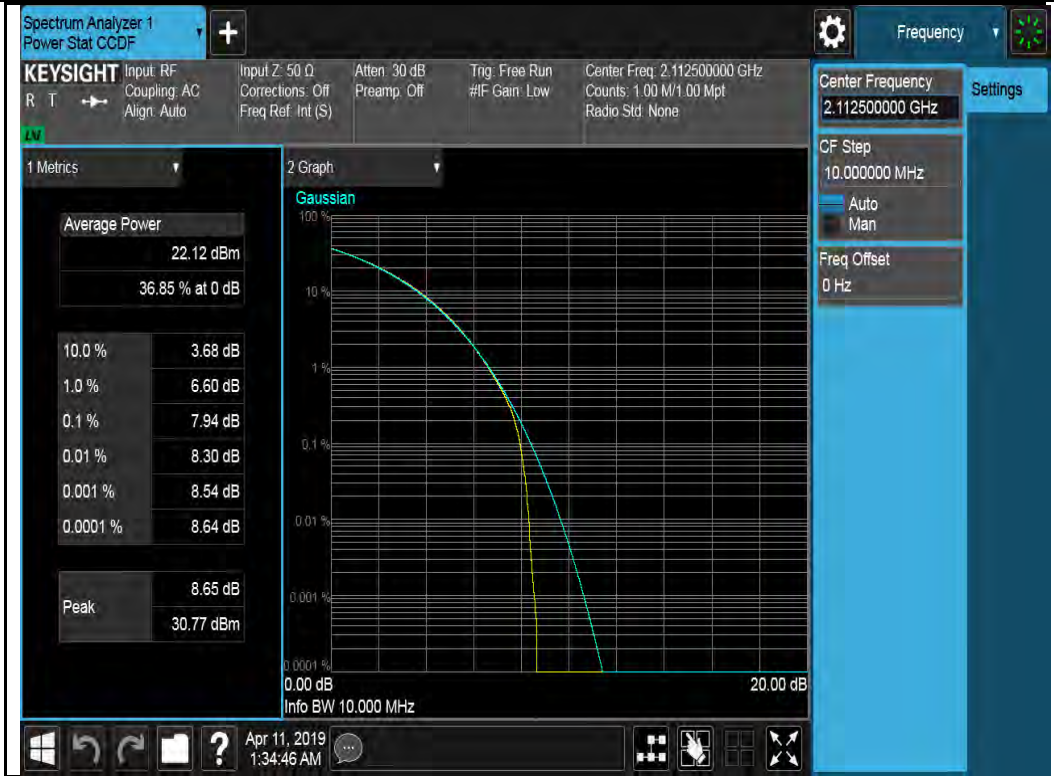 Spectrum Analyzer 1
Power Stat CCDF
+
Frequency
KEYSIGHT
R T
LW
Input: RF
Coupling: AC
Align: Auto
Input Z: 50 Ω
Corrections: Off
Freq Ref: Int (S)
Atten: 30 dB
Preamp: Off
Trig: Free Run
#IF Gain: Low
Center Freq: 2.112500000 GHz
Counts: 1.00 M/1.00 Mpt
Radio Std: None
Center Frequency
2.112500000 GHz
Settings
CF Step
10.000000 MHz
Auto
Man
Freq Offset
0 Hz
1 Metrics
Average Power
22.12 dBm
36.85 % at 0 dB
10.0 % 3.68 dB
1.0 % 6.60 dB
0.1 % 7.94 dB
0.01 % 8.30 dB
0.001 % 8.54 dB
0.0001 % 8.64 dB
Peak
8.65 dB
30.77 dBm
2 Graph
Gaussian
100 %
10 %
1 %
0.1 %
0.01 %
0.001 %
0.0001 %
0.00 dB 20.00 dB
Info BW 10.000 MHz
?
Apr 11, 2019
1:34:46 AM